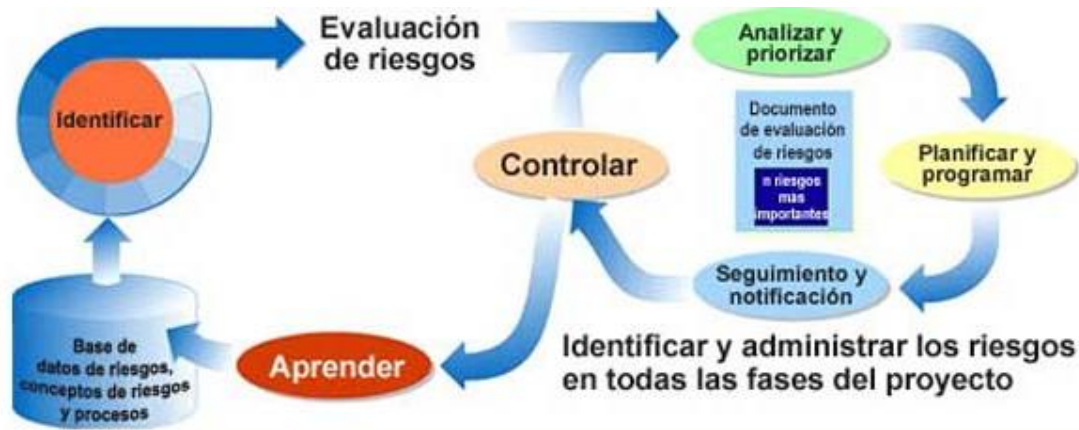 Evaluación
de riesgos
Identificar
Analizar y
priorizar
Documento
de evaluación
de riesgos
n riesgos
mas
importantes
Planificar y
programar
Controlar
Seguimiento y
notificación
Aprender
Base de
datos de riesgos,
conceptos de riesgos
y procesos
Identificar y administrar los riesgos
en todas las fases del proyecto